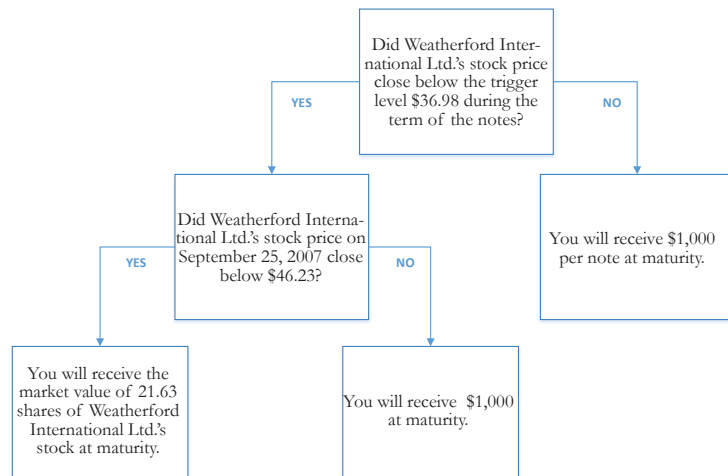 Did Weatherford Inter-
national Ltd.'s stock price
close below the trigger
level $36.98 during the
term of the notes?
YES
NO
Did Weatherford Interna-
tional Ltd.'s stock price on
September 25, 2007 close
below $46.23?
You will receive $1,000
per note at maturity.
YES
NO
You will receive the
market value of 21.63
shares of Weatherford
International Ltd.'s
stock at maturity.
You will receive $1,000
at maturity.